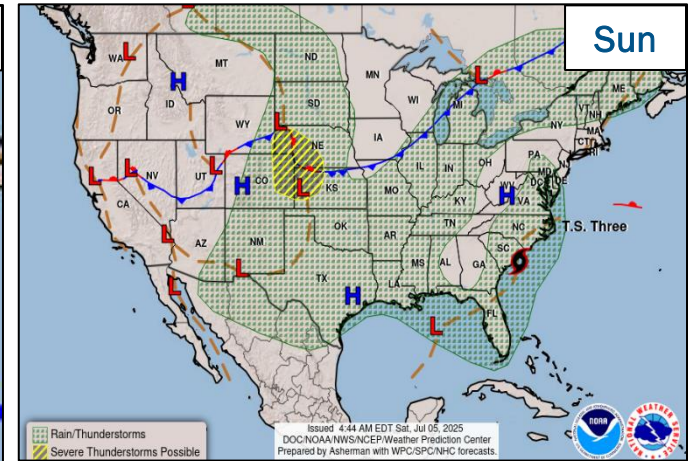 Sun
WA
MT
ND
MN
OR
ID
SD
WI
MI
WY
NE
IA
NY
VT
NH
ME
MA
CT
RI
NV
UT
CO
KS
MO
IL
IN
OH
PA
NJ
MD
DE
DC
WV
VA
KY
CA
AZ
NM
OK
AR
TN
NC
T.S. Three
SC
TX
LA
MS
AL
GA
FL
L
H
L
L
L
L
L
L
H
L
H
L
L
L
H
L
Rain/Thunderstorms
Severe Thunderstorms Possible
Issued 4:44 AM EDT Sat, Jul 05, 2025
DOC/NOAA/NWS/NCEP/Weather Prediction Center
Prepared by Asherman with WPC/SPC/NHC forecasts.
NOAA
NATIONAL WEATHER SERVICE